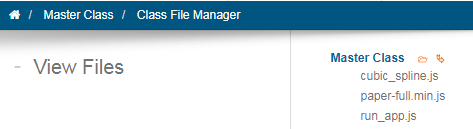 / Master Class / Class File Manager
- View Files
Master Class
cubic_spline.js
paper-full.min.js
run_app.js